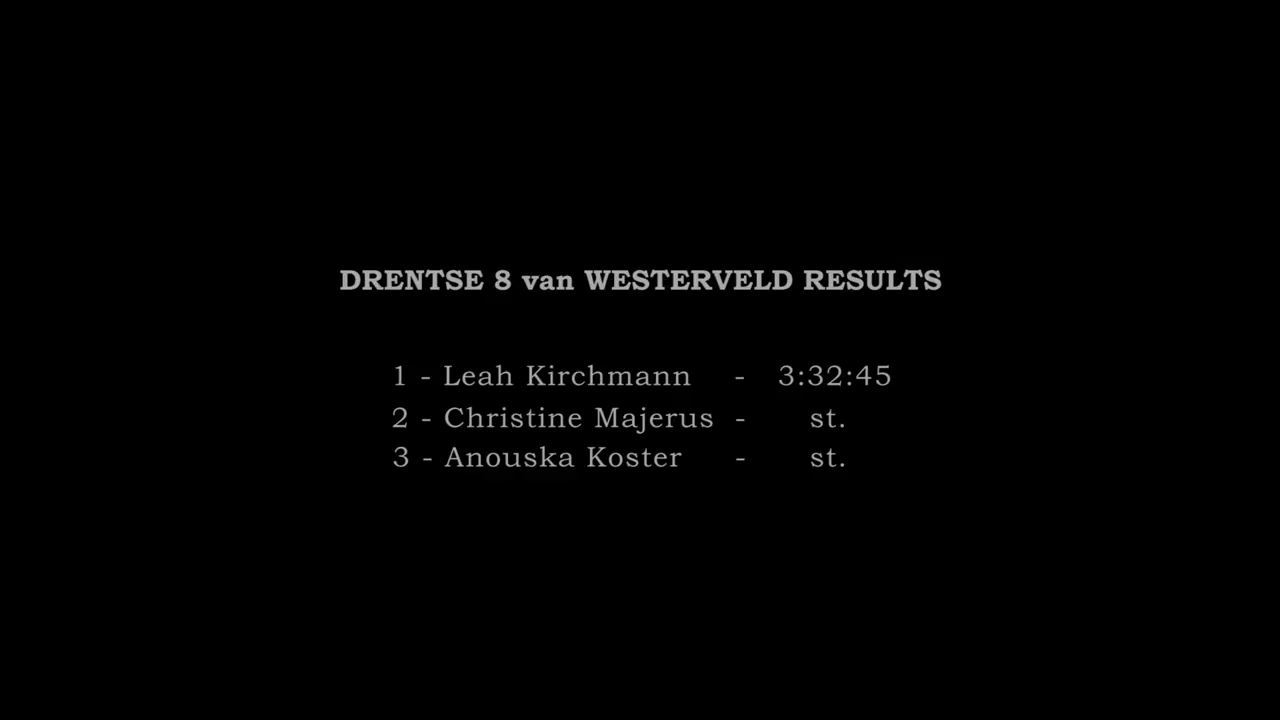 DRENTSE 8 van WESTERVELD RESULTS
1 - Leah Kirchmann - 3:32:45
2 - Christine Majerus - st.
3 - Anouska Koster - st.